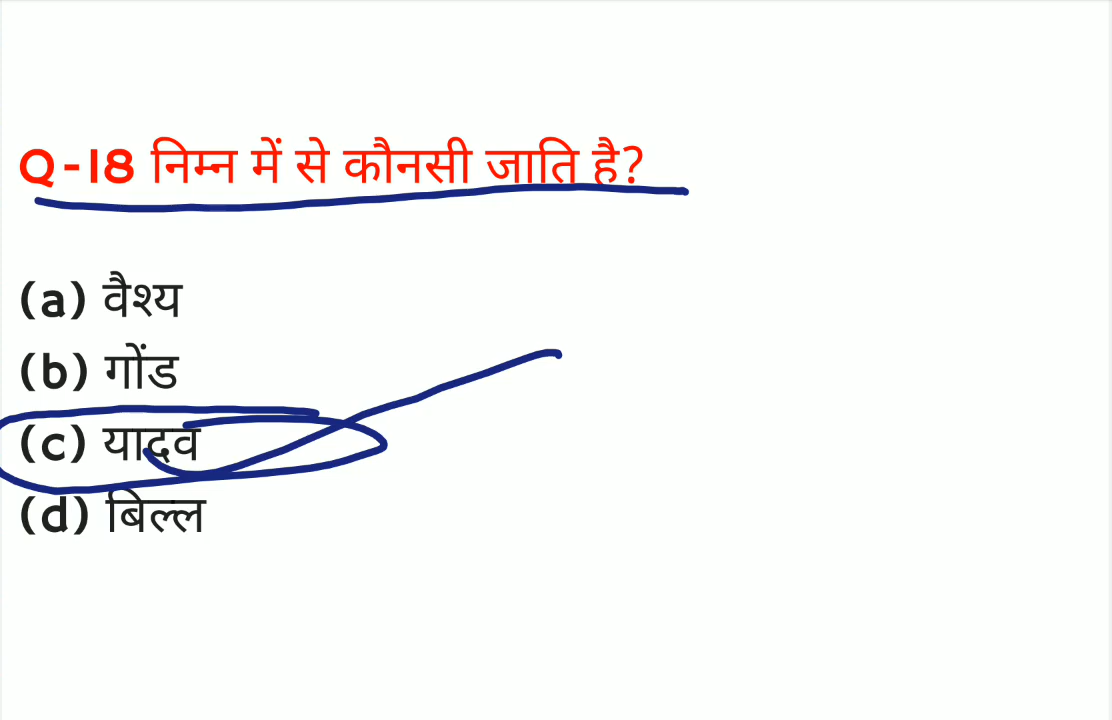 Q-18 निम्न में से कौनसी जाति है?
(a) वैश्य
(b) गोंड
(c) यादव
(d) बिल्ल